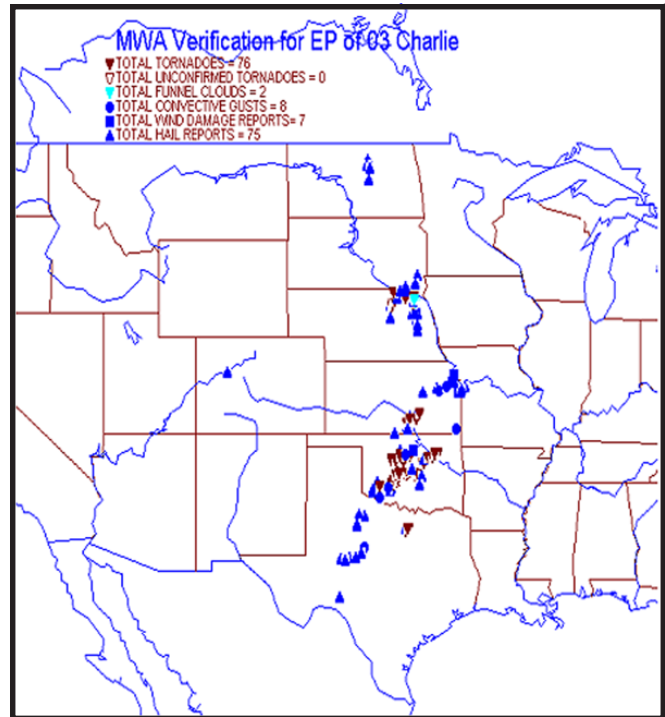 MWA Verification for EP of 03 Charlie
TOTAL TORNADOES = 76
TOTAL UNCONFIRMED TORNADOES = 0
TOTAL FUNNEL CLOUDS = 2
TOTAL CONVECTIVE GUSTS = 8
TOTAL WIND DAMAGE REPORTS= 7
TOTAL HAIL REPORTS = 75